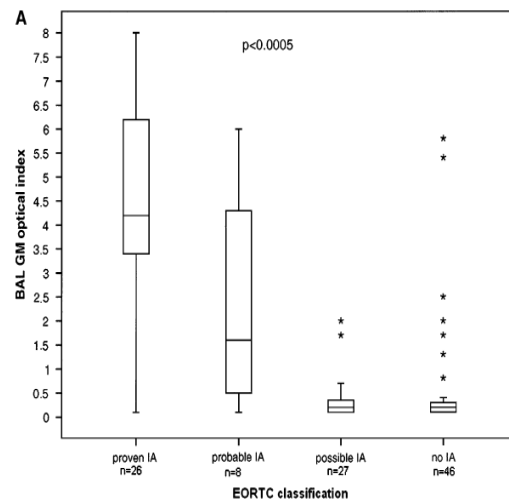 A
p<0.0005
BAL GM optical index
8
7.5
7
6.5
6
5.5
5
4.5
4
3.5
3
2.5
2
1.5
1
0.5
0
proven IA
n=26
probable IA
n=8
possible IA
n=27
no IA
n=46
EORTC classification